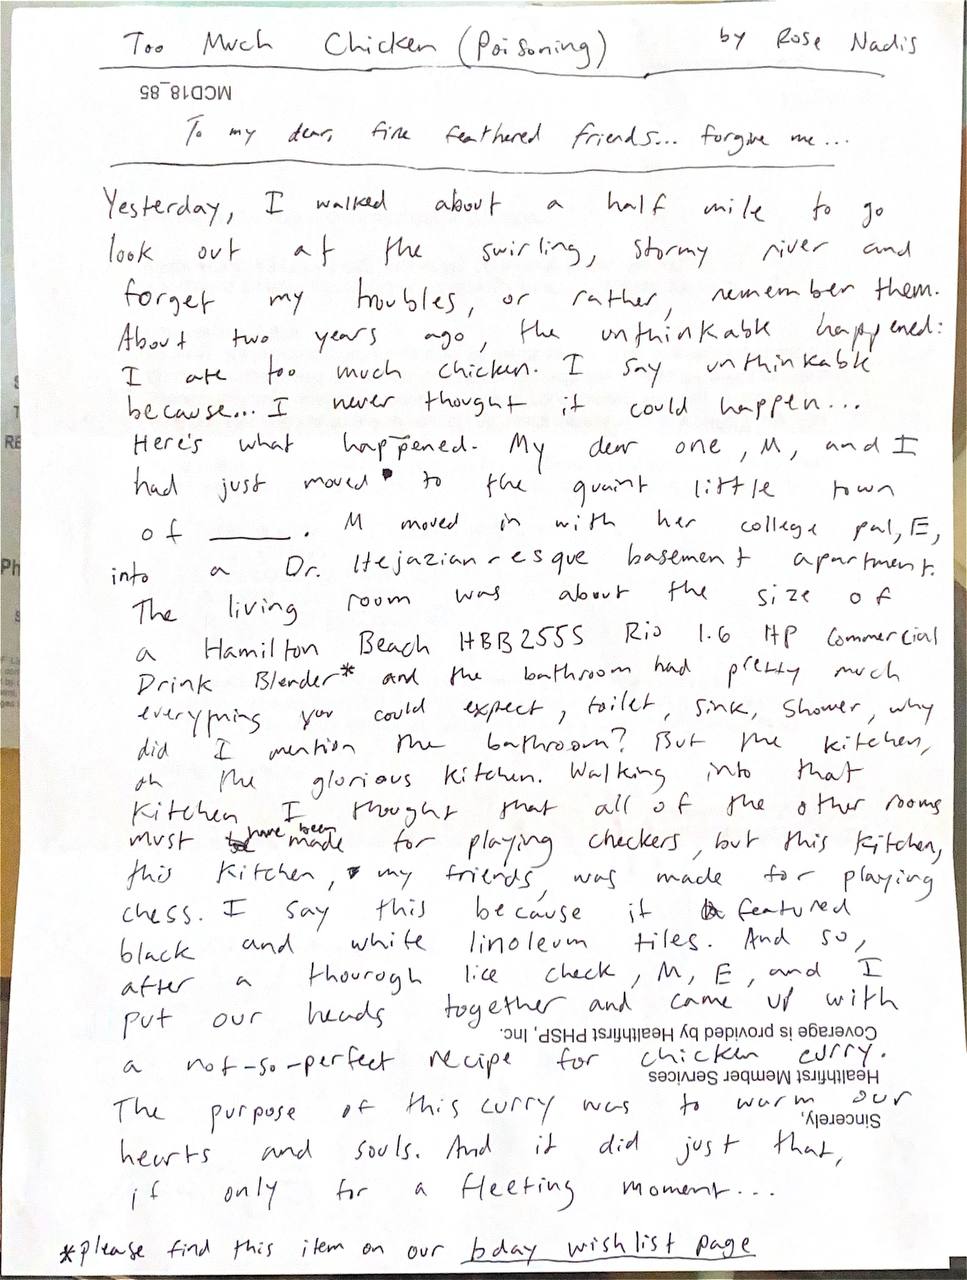 Too Much Chicken (Poisoning) by Rose Nadis
MCD18_85
To my dear, fine feathered friends... forgive me...
Yesterday, I walked about a half mile to go
look out at the swirling, stormy river and
forget my troubles, or rather, remember them.
About two years ago, the unthinkable happened:
I ate too much chicken. I say unthinkable
because... I never thought it could happen...
Here's what happened. My dear one, M, and I
had just moved to the quaint little town
of ______. M moved in with her college pal, E,
into a Dr. Hejazian-resque basement apartment.
The living room was about the size of
a Hamilton Beach HBB255S Rio 1.6 HP Commercial
Drink Blender* and the bathroom had pretty much
everything you could expect, toilet, sink, shower, why
did I mention the bathroom? But the kitchen,
oh the glorious kitchen. Walking into that
kitchen I thought that all of the other rooms
must have been made for playing checkers, but this kitchen,
this kitchen, my friends, was made for playing
chess. I say this because it featured
black and white linoleum tiles. And so,
after a thourogh lice check, M, E, and I
put our heads together and came up with
Coverage is provided by Healthfirst PHSP, Inc.
a not-so-perfect recipe for chicken curry.
Healthfirst Member Services
The purpose of this curry was to warm our
Sincerely,
hearts and souls. And it did just that,
if only for a fleeting moment...
*please find this item on our bday wishlist page